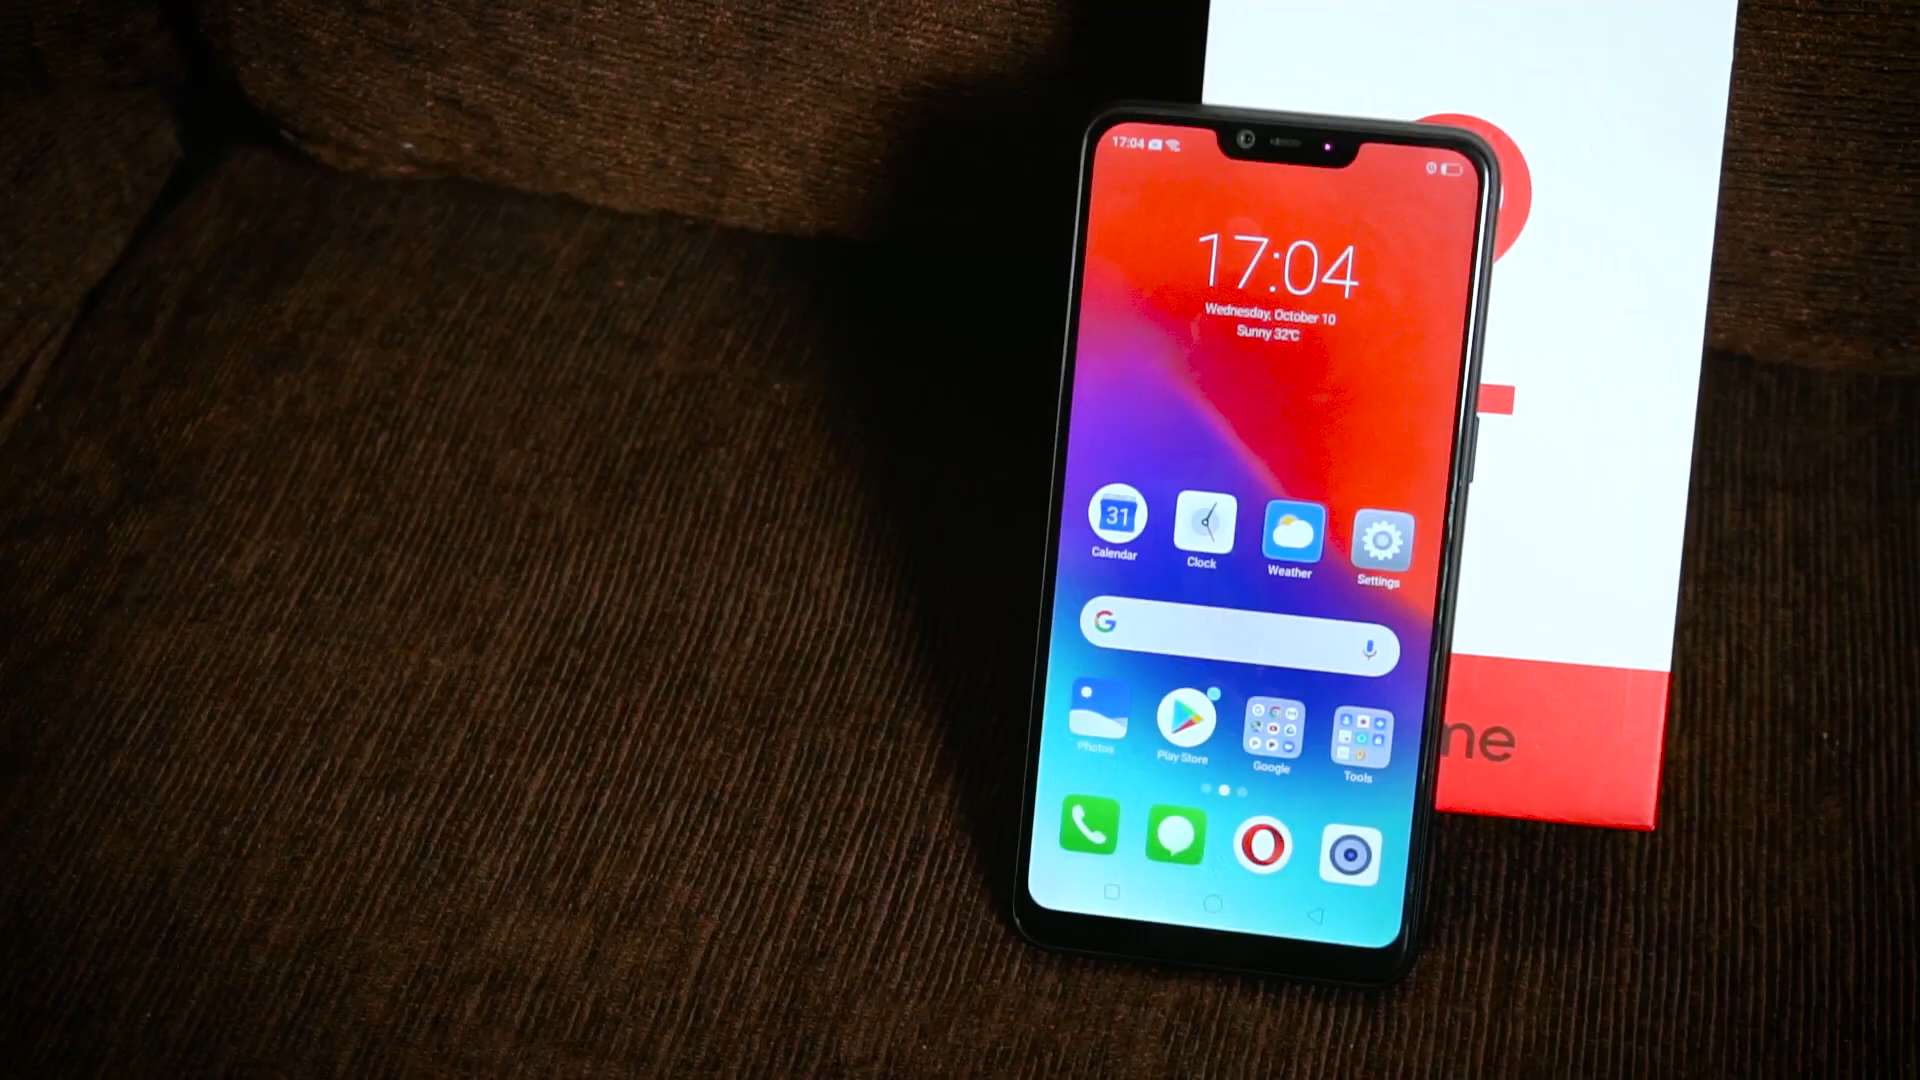 17:04
17:04
Wednesday, October 10
Sunny 32℃
31
Calendar
Clock
Weather
Settings
Photos
Play Store
Google
Tools
me